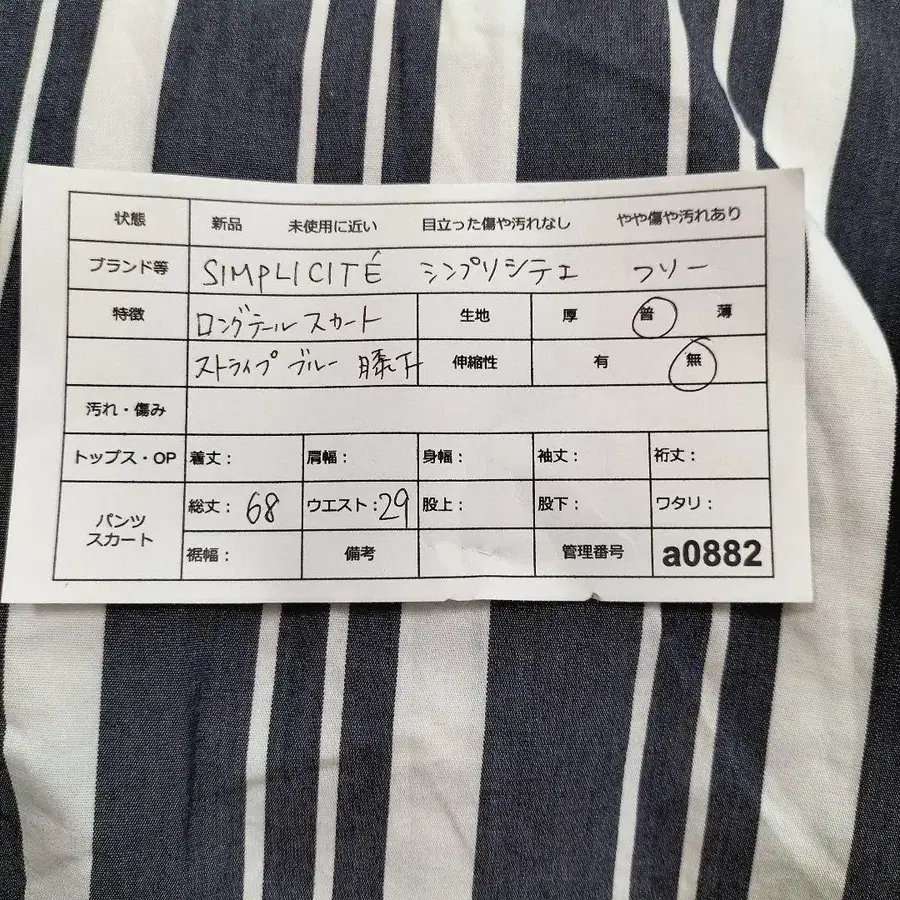 状態 新品 未使用に近い 目立った傷や汚れなし やや傷や汚れあり
ブランド等 SIMPLICITÉ シンプリシテェ フリー
特徴 ロングテールスカート 生地 厚 普 薄
ストライプ ブルー 膝下 伸縮性 有 無
汚れ・傷み
トップス・OP 着丈: 肩幅: 身幅: 袖丈: 裄丈:
パンツ スカート 総丈: 68 ウエスト: 29 股上: 股下: ワタリ:
裾幅: 備考 管理番号 a0882